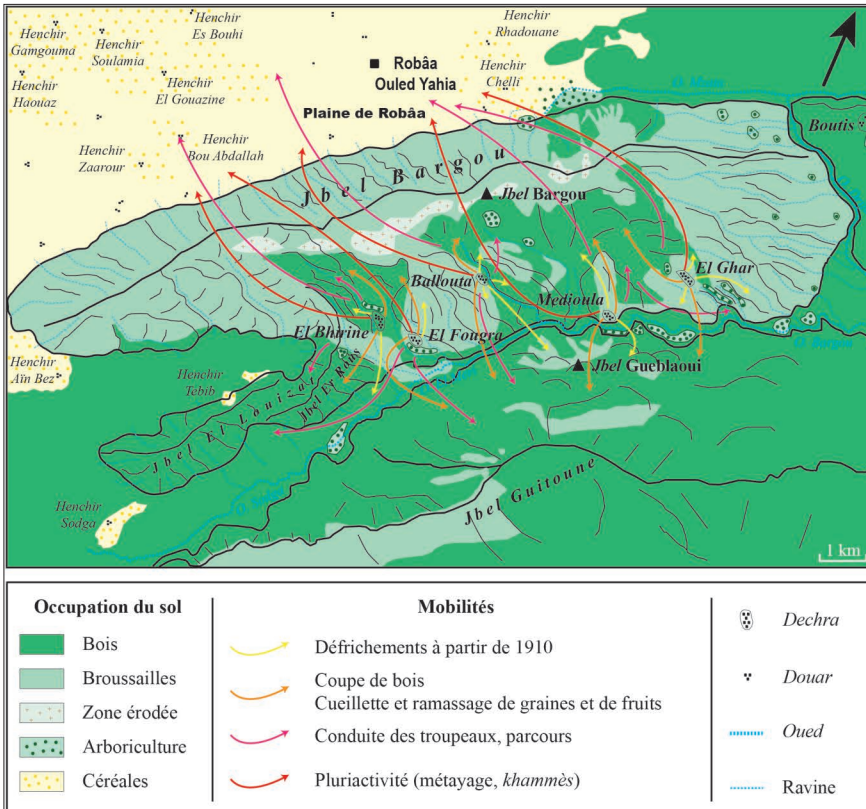 Henchir
Gamgouma
Henchir
Es Bouhi
Henchir
Soulamia
Henchir
Rhadouane
Henchir
Haouaz
Henchir
El Gouazine
Robâa
Ouled Yahia
Henchir
Chelli
Plaine de Robâa
Boutis
Henchir
Zaarour
Henchir
Bou Abdallah
Jbel Bargou
Jbel Bargou
Ballouta
El Ghar
Medioula
El Bhirine
El Fougra
Jbel Gueblaoui
Henchir
Aïn Bez
Henchir
Tebib
Jbel El Louizat
Jbel Er Rouis
Henchir
Sodga
Jbel Guitoune
1 km
Occupation du sol
Bois
Broussailles
Zone érodée
Arboriculture
Céréales
Mobilités
Défrichements à partir de 1910
Coupe de bois
Cueillette et ramassage de graines et de fruits
Conduite des troupeaux, parcours
Pluriactivité (métayage, khammès)
Dechra
Douar
Oued
Ravine